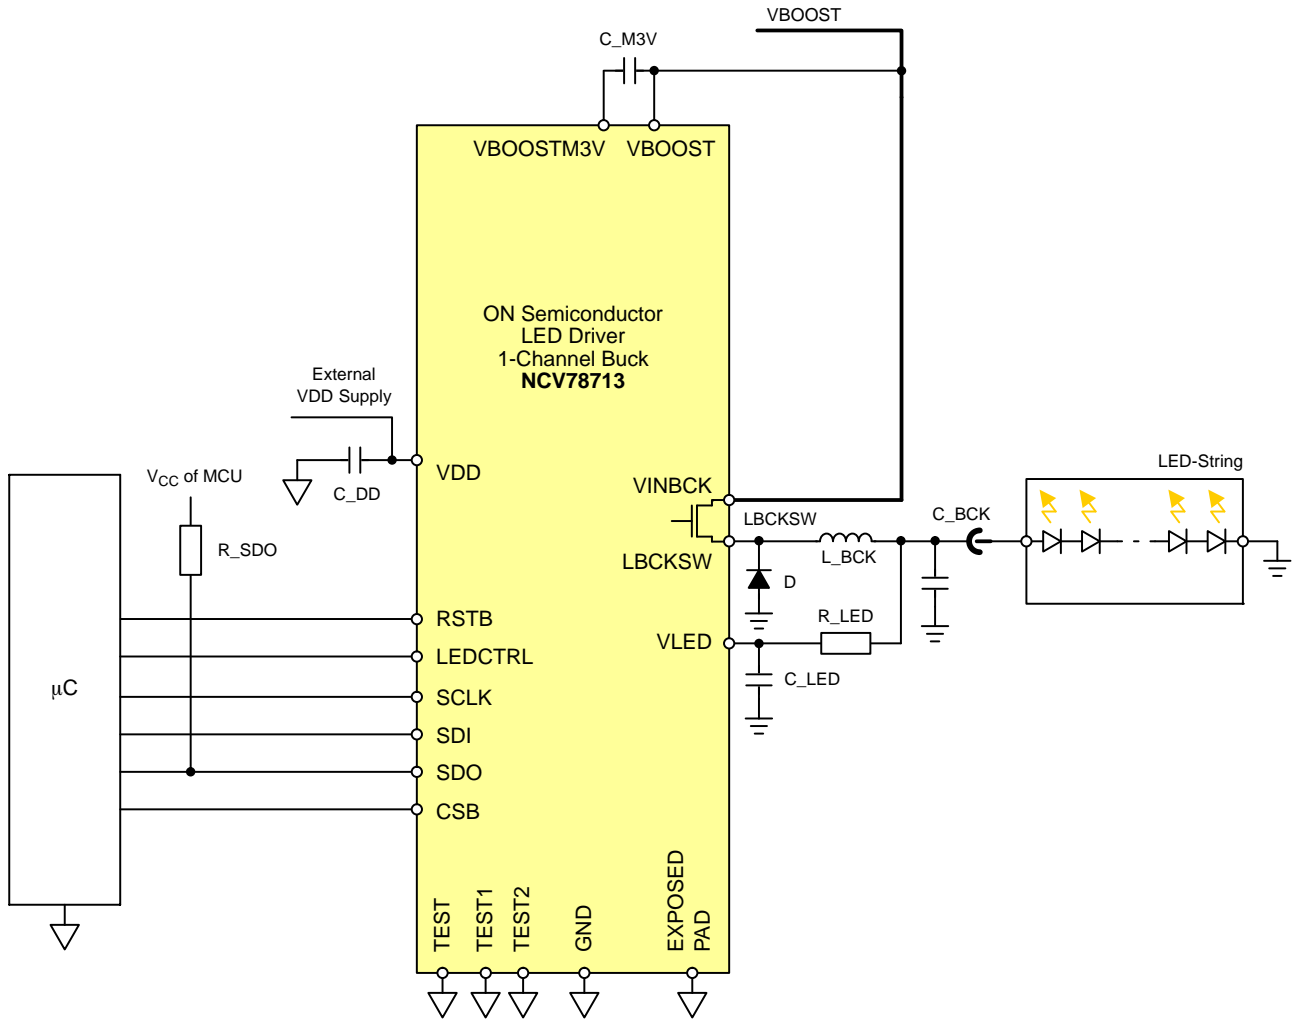 VBOOST
C_M3V
VBOOSTM3V
VBOOST
ON Semiconductor
LED Driver
1-Channel Buck
NCV78713
External
VDD Supply
VDD
C_DD
VCC of MCU
R_SDO
LED-String
VINBCK
LBCKSW
C_BCK
LBCKSW
L_BCK
D
R_LED
VLED
C_LED
RSTB
LEDCTRL
SCLK
SDI
SDO
CSB
μC
TEST
TEST1
TEST2
GND
EXPOSED
PAD